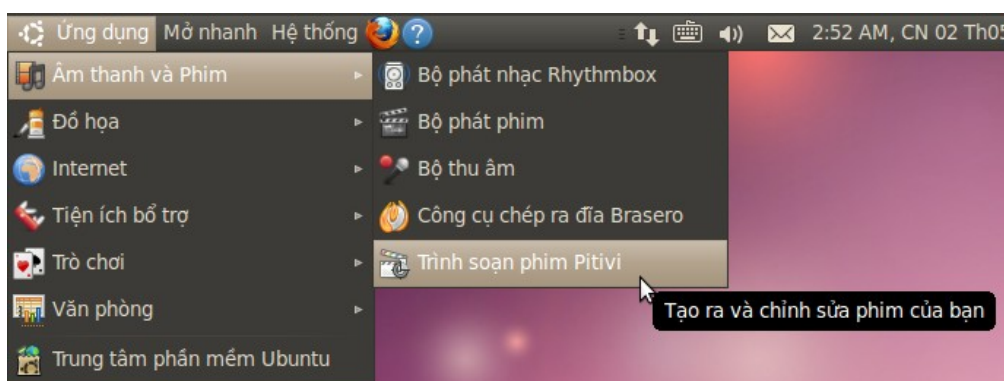 Ứng dụng Mở nhanh Hệ thống ? 2:52 AM, CN 02 Th05
Âm thanh và Phim
Đồ họa
Internet
Tiện ích bổ trợ
Trò chơi
Văn phòng
Trung tâm phần mềm Ubuntu
Bộ phát nhạc Rhythmbox
Bộ phát phim
Bộ thu âm
Công cụ chép ra đĩa Brasero
Trình soạn phim Pitivi
Tạo ra và chỉnh sửa phim của bạn